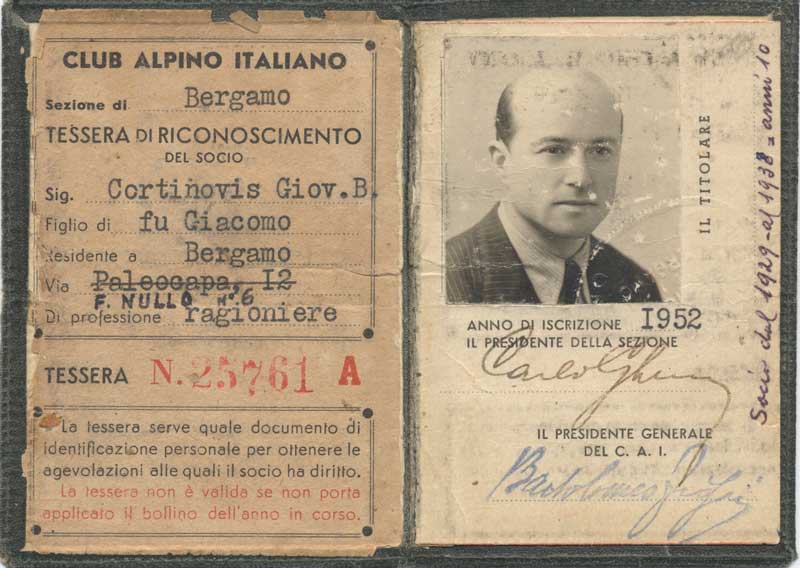 CLUB ALPINO ITALIANO
Sezione di Bergamo
TESSERA DI RICONOSCIMENTO
DEL SOCIO
Sig. Cortinovis Giov.B.
Figlio di fu Giacomo
Residente a Bergamo
Via Paleocapa, I2
F. NULLO N° 6
Di professione ragioniere
TESSERA N. 25761 A
La tessera serve quale documento di
identificazione personale per ottenere le
agevolazioni alle quali il socio ha diritto.
La tessera non è valida se non porta
applicato il bollino dell'anno in corso.
IL TITOLARE
Socio dal 1929 - al 1938 = anni 10
ANNO DI ISCRIZIONE I952
IL PRESIDENTE DELLA SEZIONE
Carlo
IL PRESIDENTE GENERALE
DEL C. A. I.
Bartolomeo